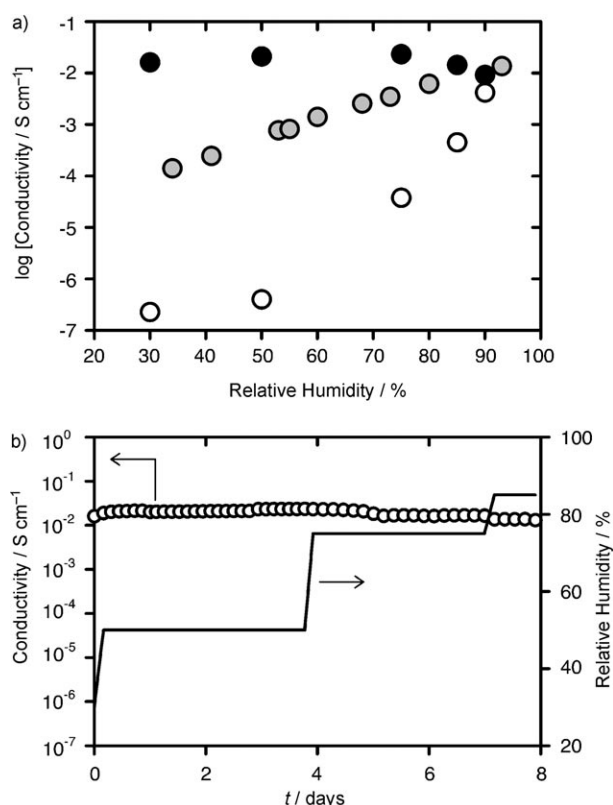 a)
-1
-2
-3
-4
-5
-6
-7
log [Conductivity / S cm⁻¹]
20 30 40 50 60 70 80 90 100
Relative Humidity / %
b)
10⁰
10⁻¹
10⁻²
10⁻³
10⁻⁴
10⁻⁵
10⁻⁶
10⁻⁷
Conductivity / S cm⁻¹
100
80
60
40
20
Relative Humidity / %
0 2 4 6 8
t / days